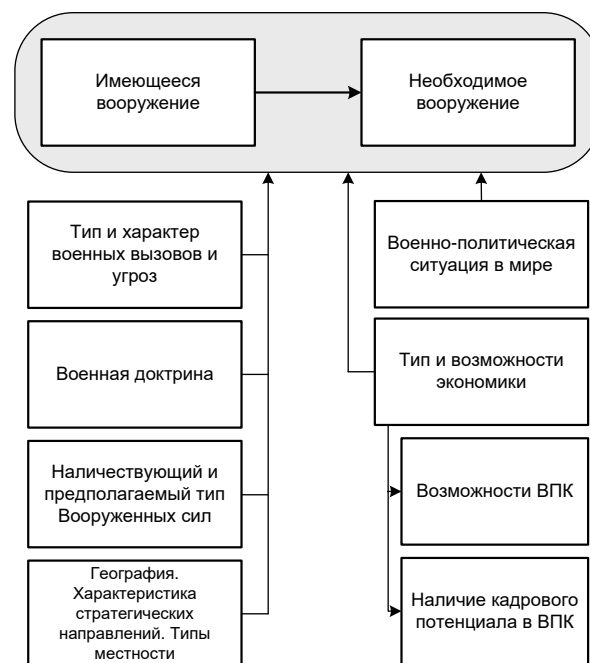 Имеющееся
вооружение
Необходимое
вооружение
Тип и характер
военных вызовов и
угроз
Военная доктрина
Наличествующий и
предполагаемый тип
Вооруженных сил
География.
Характеристика
стратегических
направлений. Типы
местности
Военно-политическая
ситуация в мире
Тип и возможности
экономики
Возможности ВПК
Наличие кадрового
потенциала в ВПК